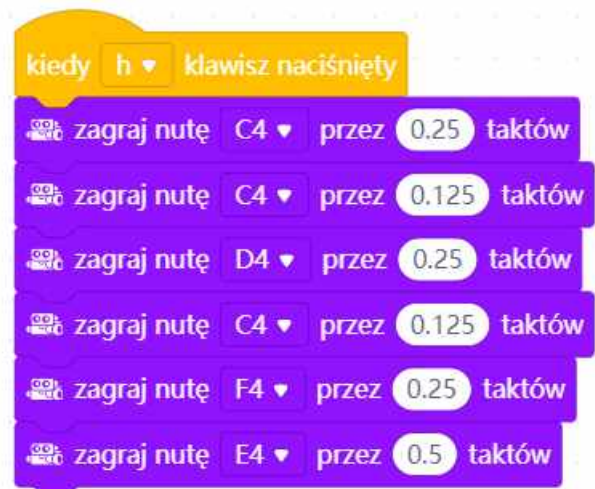 kiedy h klawisz naciśnięty
zagraj nutę C4 przez 0.25 taktów
zagraj nutę C4 przez 0.125 taktów
zagraj nutę D4 przez 0.25 taktów
zagraj nutę C4 przez 0.125 taktów
zagraj nutę F4 przez 0.25 taktów
zagraj nutę E4 przez 0.5 taktów